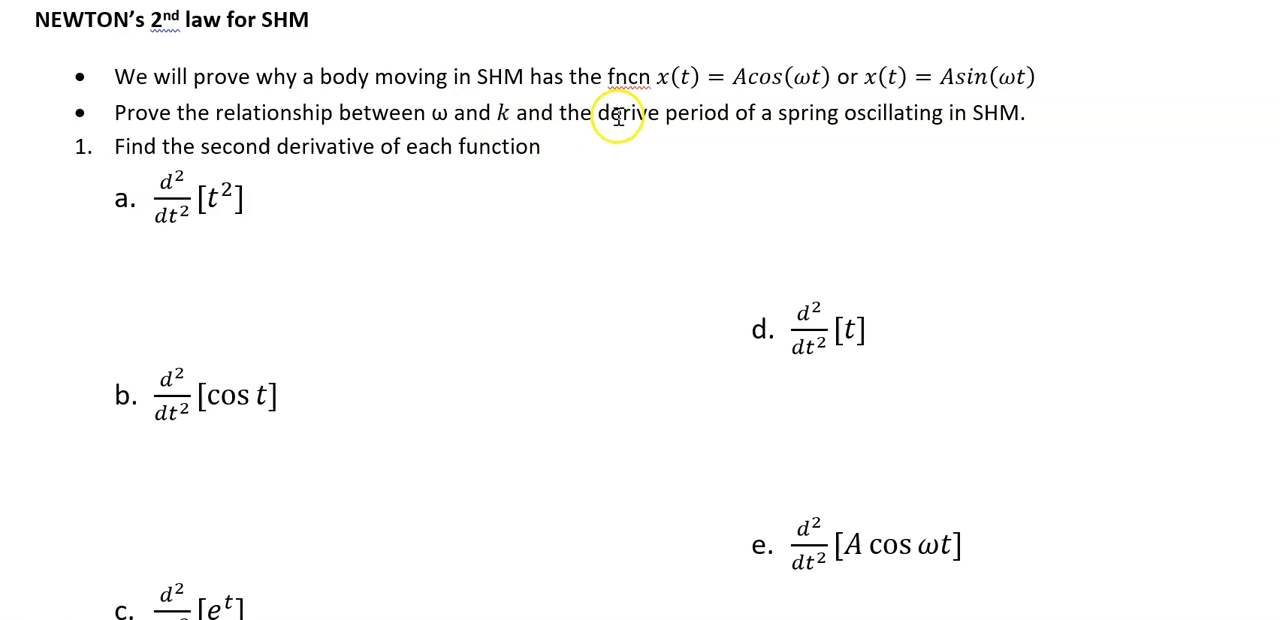 NEWTON's 2nd law for SHM
• We will prove why a body moving in SHM has the fncn x(t) = Acos(ωt) or x(t) = Asin(ωt)
• Prove the relationship between ω and k and the derive period of a spring oscillating in SHM.
1. Find the second derivative of each function
a. d²/dt² [t²]
d. d²/dt² [t]
b. d²/dt² [cos t]
e. d²/dt² [A cos ωt]
c. d² [eᵗ]